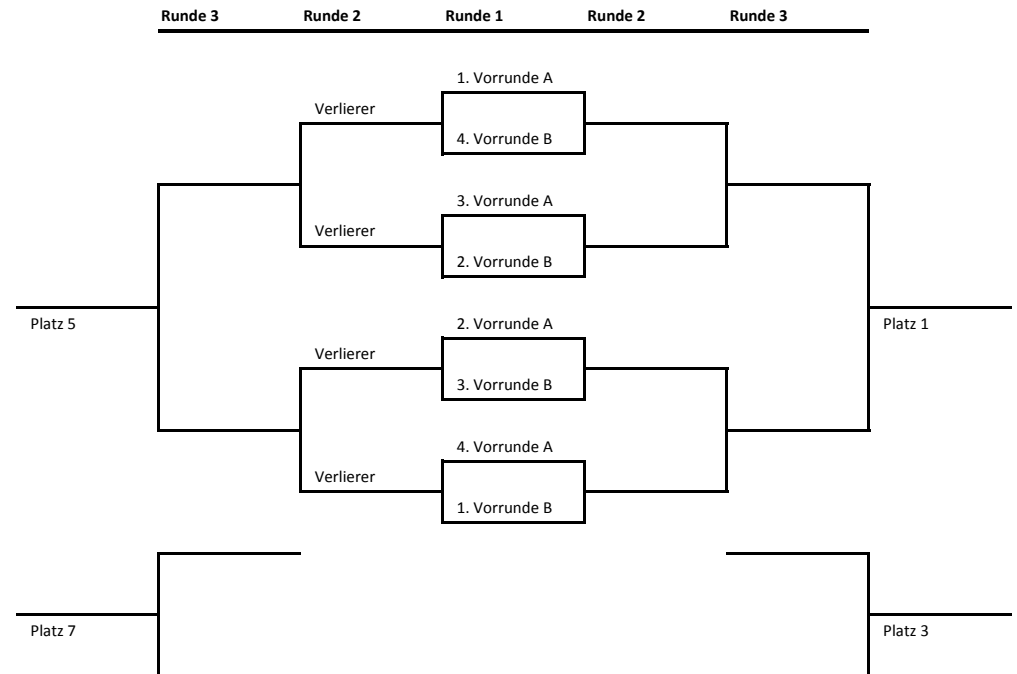 Runde 3 Runde 2 Runde 1 Runde 2 Runde 3
1. Vorrunde A
Verlierer
4. Vorrunde B
3. Vorrunde A
Verlierer
2. Vorrunde B
2. Vorrunde A
Platz 5 Platz 1
Verlierer
3. Vorrunde B
4. Vorrunde A
Verlierer
1. Vorrunde B
Platz 7 Platz 3